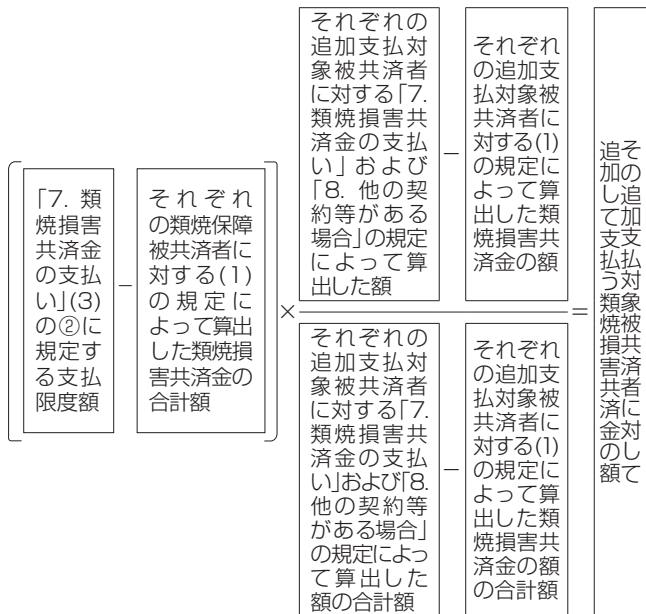 「7. 類
焼損害
共済金
の支払
い」(3)
の②に
規定す
る支払
限度額
−
それぞれ
の類焼保障
被共済者に
対する(1)
の規定に
よって算出
した類焼損
害共済金の
合計額
×
それぞれの
追加支払対
象被共済者
に対する「7.
類焼損害共
済金の支払
い」および
「8. 他の契
約等がある
場合」の規定
によって算
出した額
−
それぞれ
の追加支
払対象被
共済者に
対する(1)
の規定に
よって算
出した類
焼損害共
済金の額
それぞれの
追加支払対
象被共済者
に対する「7.
類焼損害共
済金の支払
い」および「8.
他の契約等
がある場合」
の規定によっ
て算出した
額の合計額
−
それぞれ
の追加支
払対象被
共済者に
対する(1)
の規定に
よって算
出した類
焼損害共
済金の額
の合計額
=
その追加支払対象被共済者に対して
追加して支払う類焼損害共済金の額